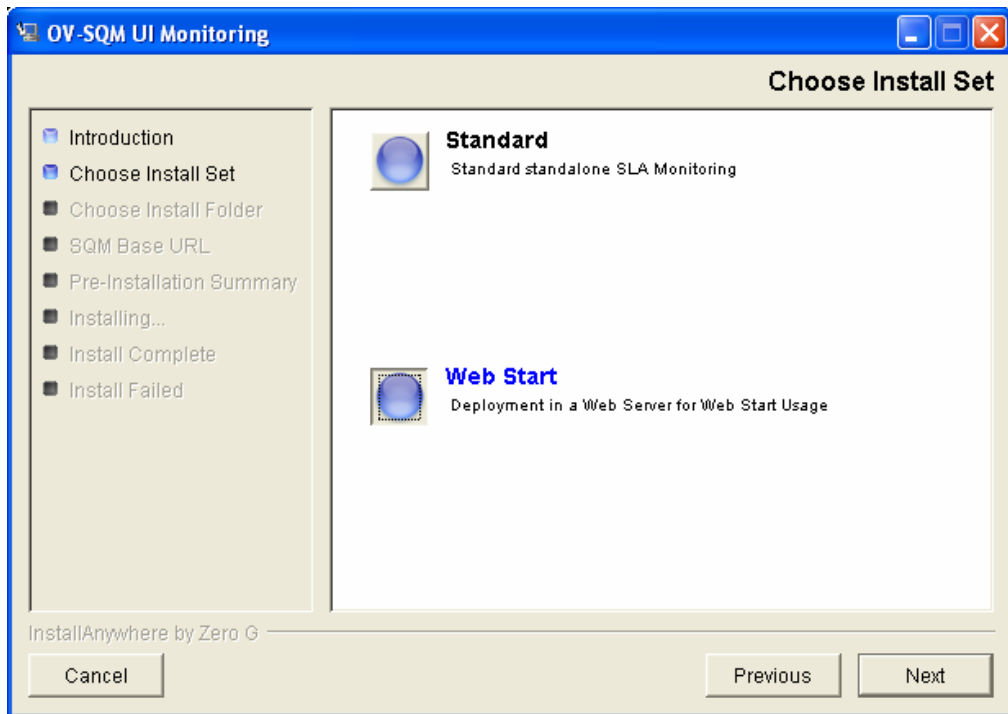 OV-SQM UI Monitoring
Choose Install Set
Introduction
Choose Install Set
Choose Install Folder
SQM Base URL
Pre-Installation Summary
Installing...
Install Complete
Install Failed
Standard
Standard standalone SLA Monitoring
Web Start
Deployment in a Web Server for Web Start Usage
InstallAnywhere by Zero G
Cancel
Previous
Next